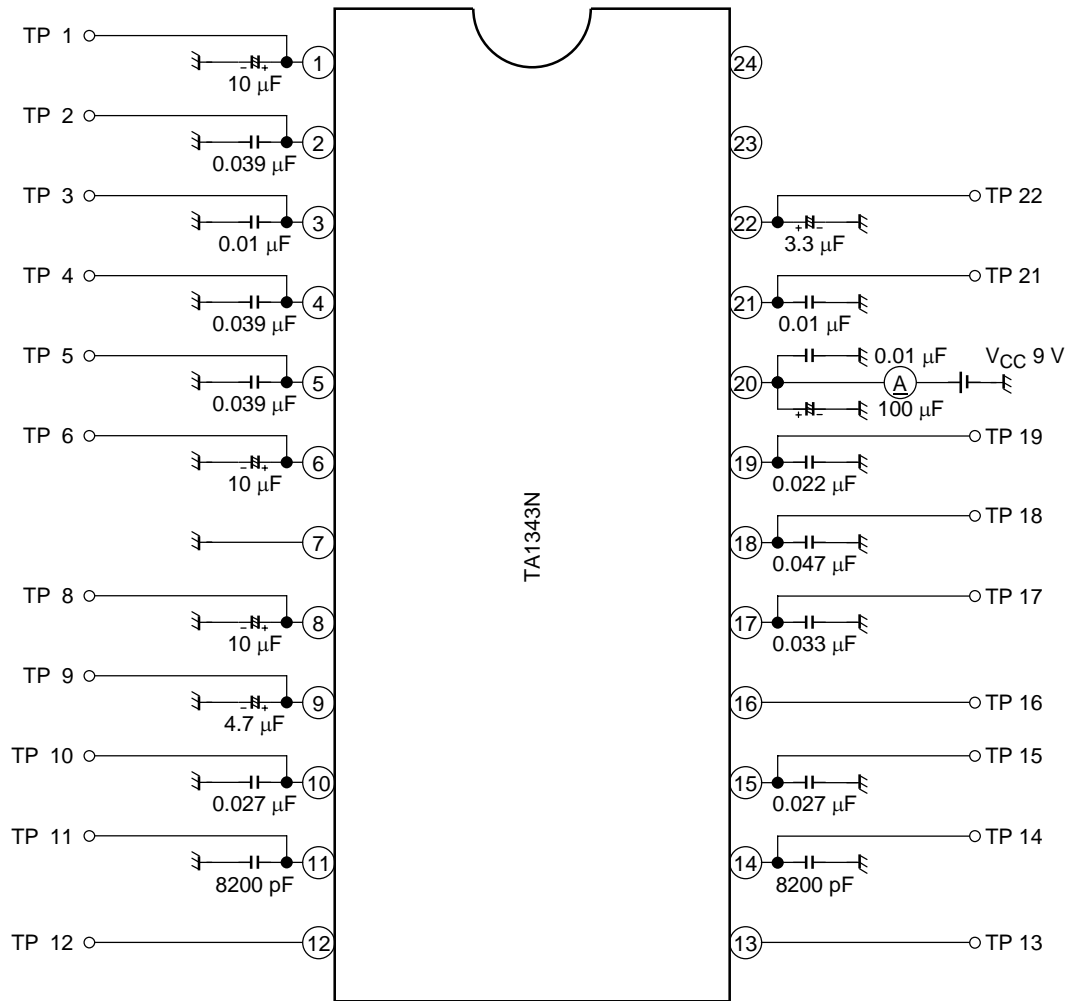 TP 1
1
10 μF
TP 2
2
0.039 μF
TP 3
3
0.01 μF
TP 4
4
0.039 μF
TP 5
5
0.039 μF
TP 6
6
10 μF
7
TP 8
8
10 μF
TP 9
9
4.7 μF
TP 10
10
0.027 μF
TP 11
11
8200 pF
TP 12
12
TA1343N
24
23
TP 22
22
3.3 μF
TP 21
21
0.01 μF
0.01 μF
VCC 9 V
20
A
100 μF
TP 19
19
0.022 μF
TP 18
18
0.047 μF
TP 17
17
0.033 μF
16
TP 16
TP 15
15
0.027 μF
TP 14
14
8200 pF
13
TP 13